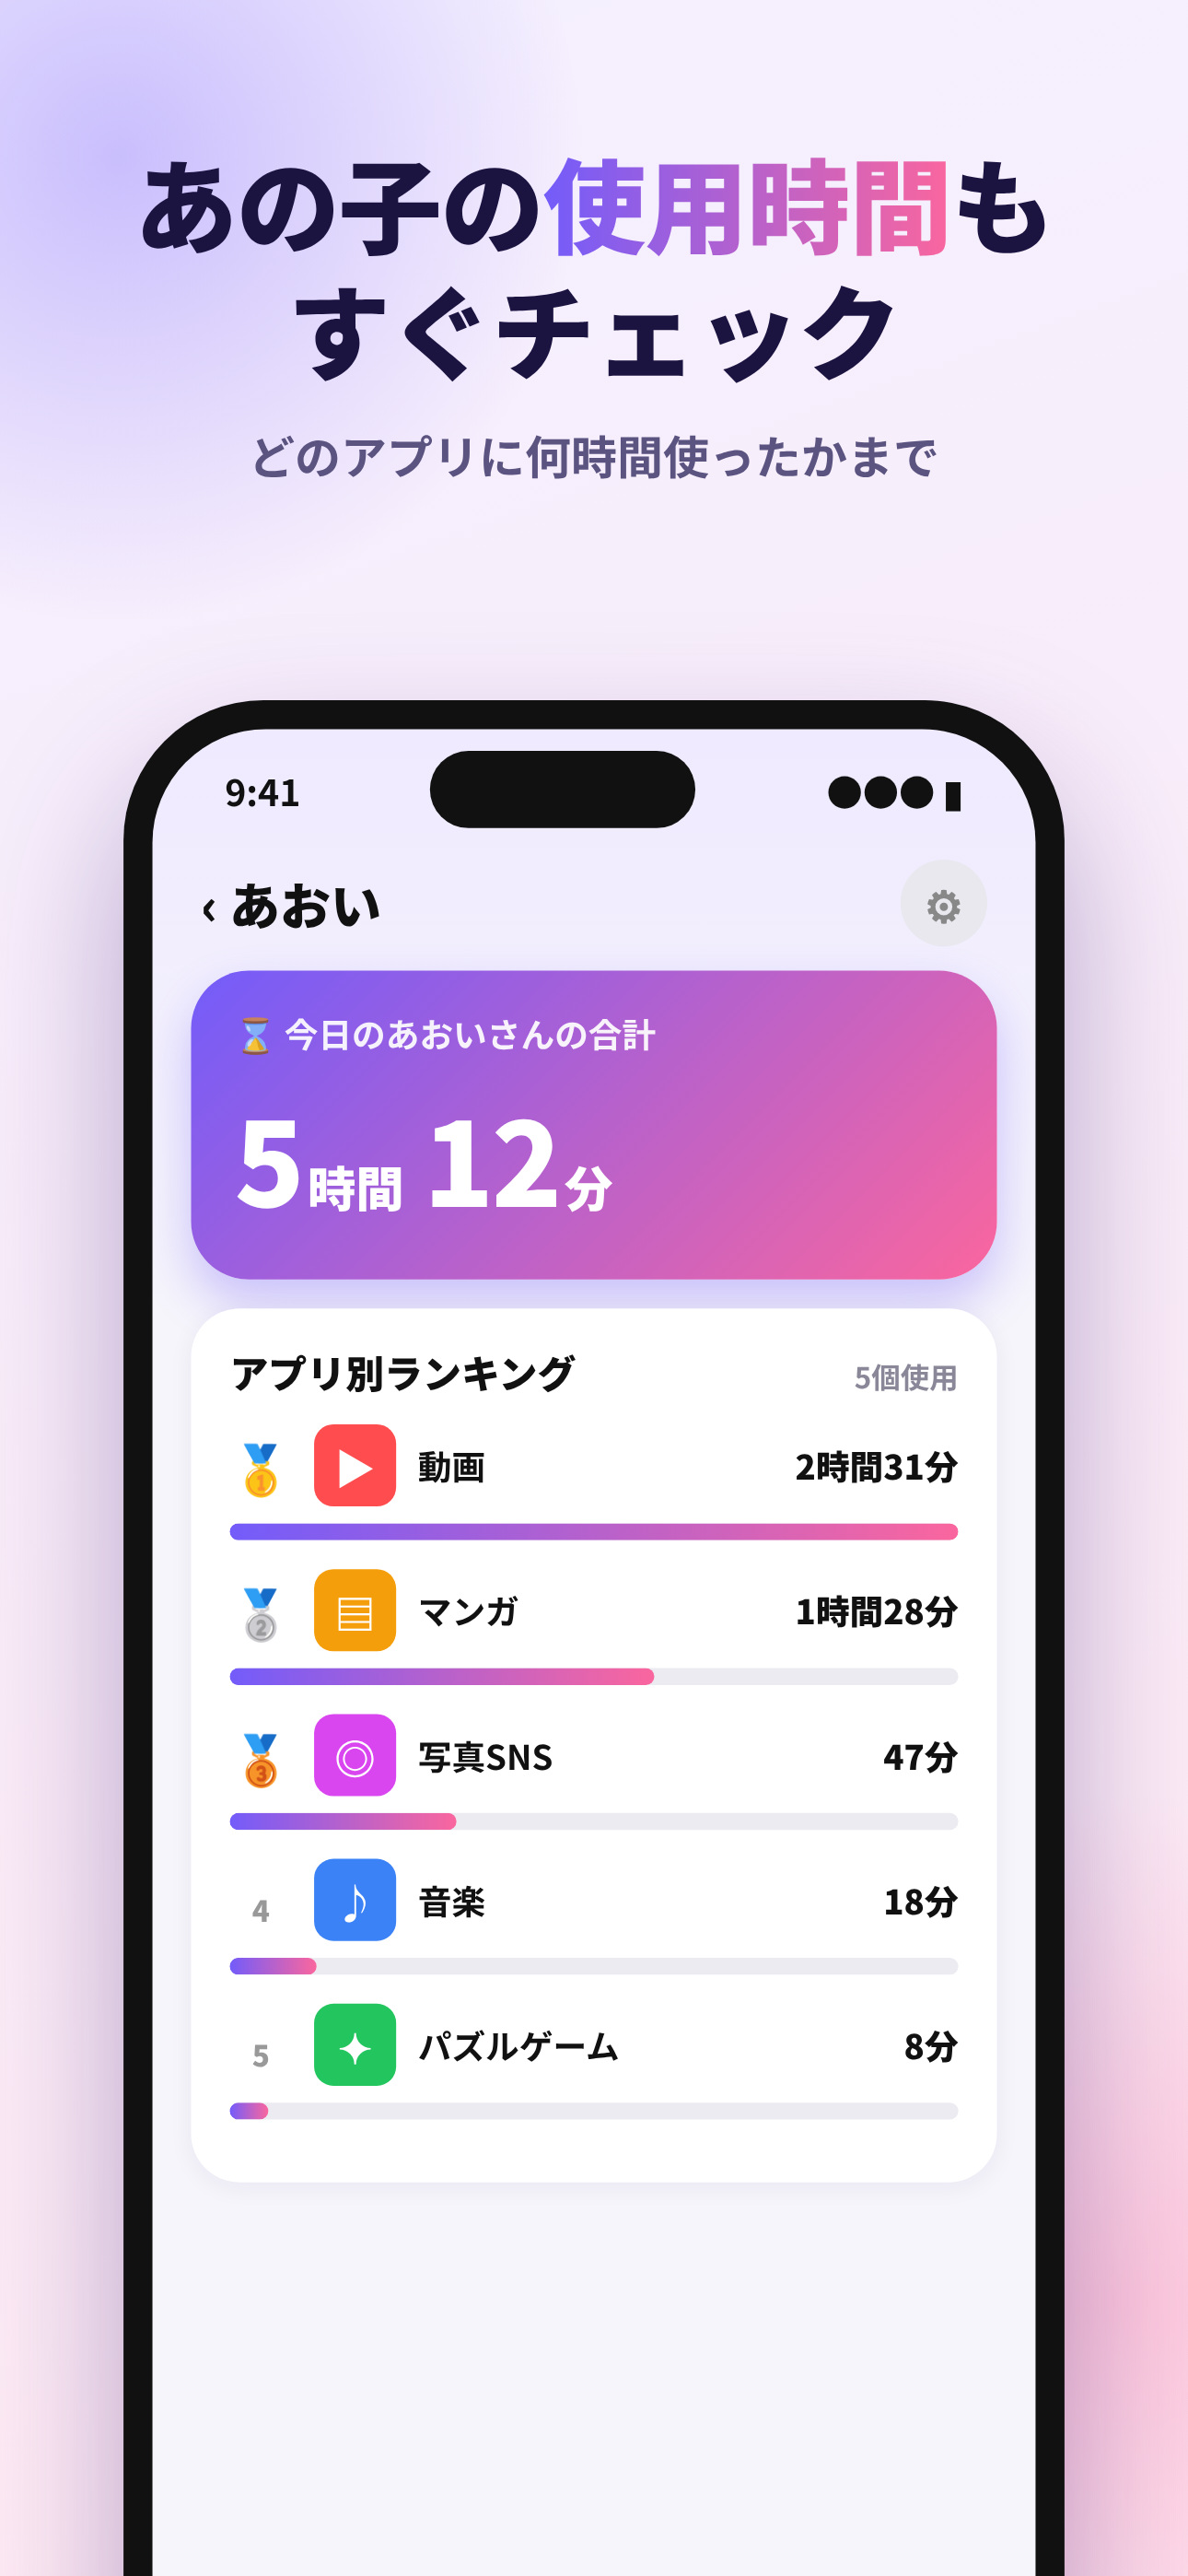 あの子の使用時間も
すぐチェック
どのアプリに何時間使ったかまで
9:41
‹ あおい
今日のあおいさんの合計
5時間 12分
アプリ別ランキング 5個使用
1 動画 2時間31分
2 マンガ 1時間28分
3 写真SNS 47分
4 音楽 18分
5 パズルゲーム 8分